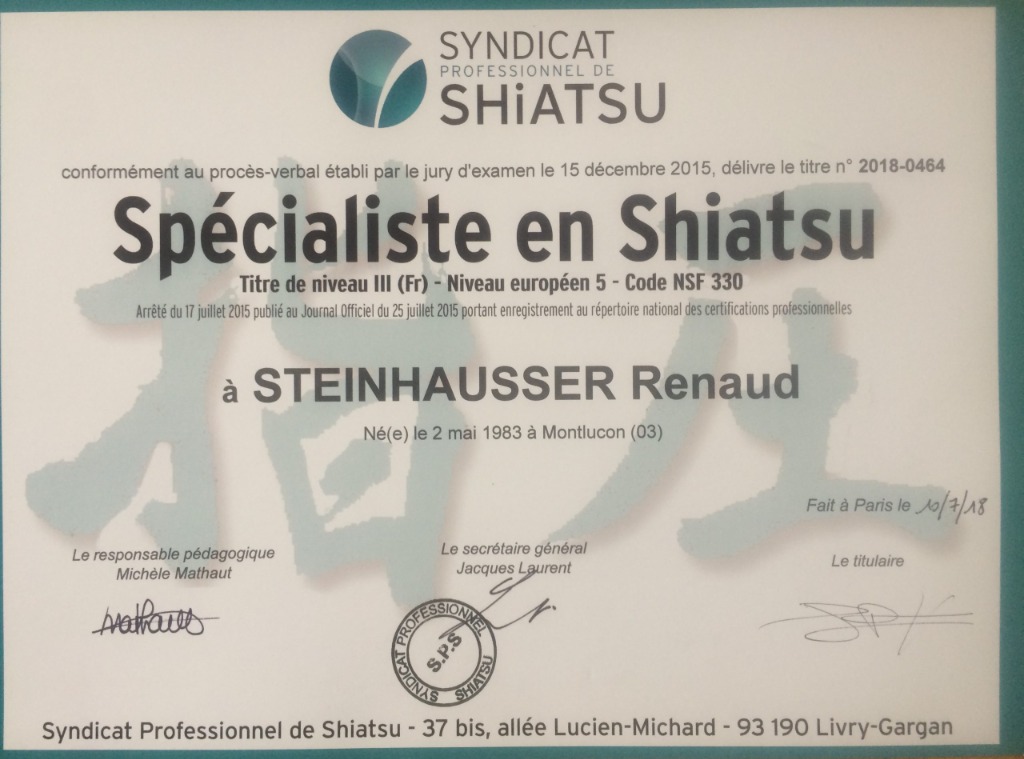 SYNDICAT
PROFESSIONNEL DE
SHiATSU
conformément au procès-verbal établi par le jury d'examen le 15 décembre 2015, délivre le titre n° 2018-0464
Spécialiste en Shiatsu
Titre de niveau III (Fr) - Niveau européen 5 - Code NSF 330
Arrêté du 17 juillet 2015 publié au Journal Officiel du 25 juillet 2015 portant enregistrement au répertoire national des certifications professionnelles
指圧
à STEINHAUSSER Renaud
Né(e) le 2 mai 1983 à Montlucon (03)
Fait à Paris le 10/7/18
Le responsable pédagogique
Michèle Mathaut
Le secrétaire général
Jacques Laurent
Le titulaire
Mathaut
SYNDICAT PROFESSIONNEL
S.P.S
SHIATSU
Syndicat Professionnel de Shiatsu - 37 bis, allée Lucien-Michard - 93 190 Livry-Gargan